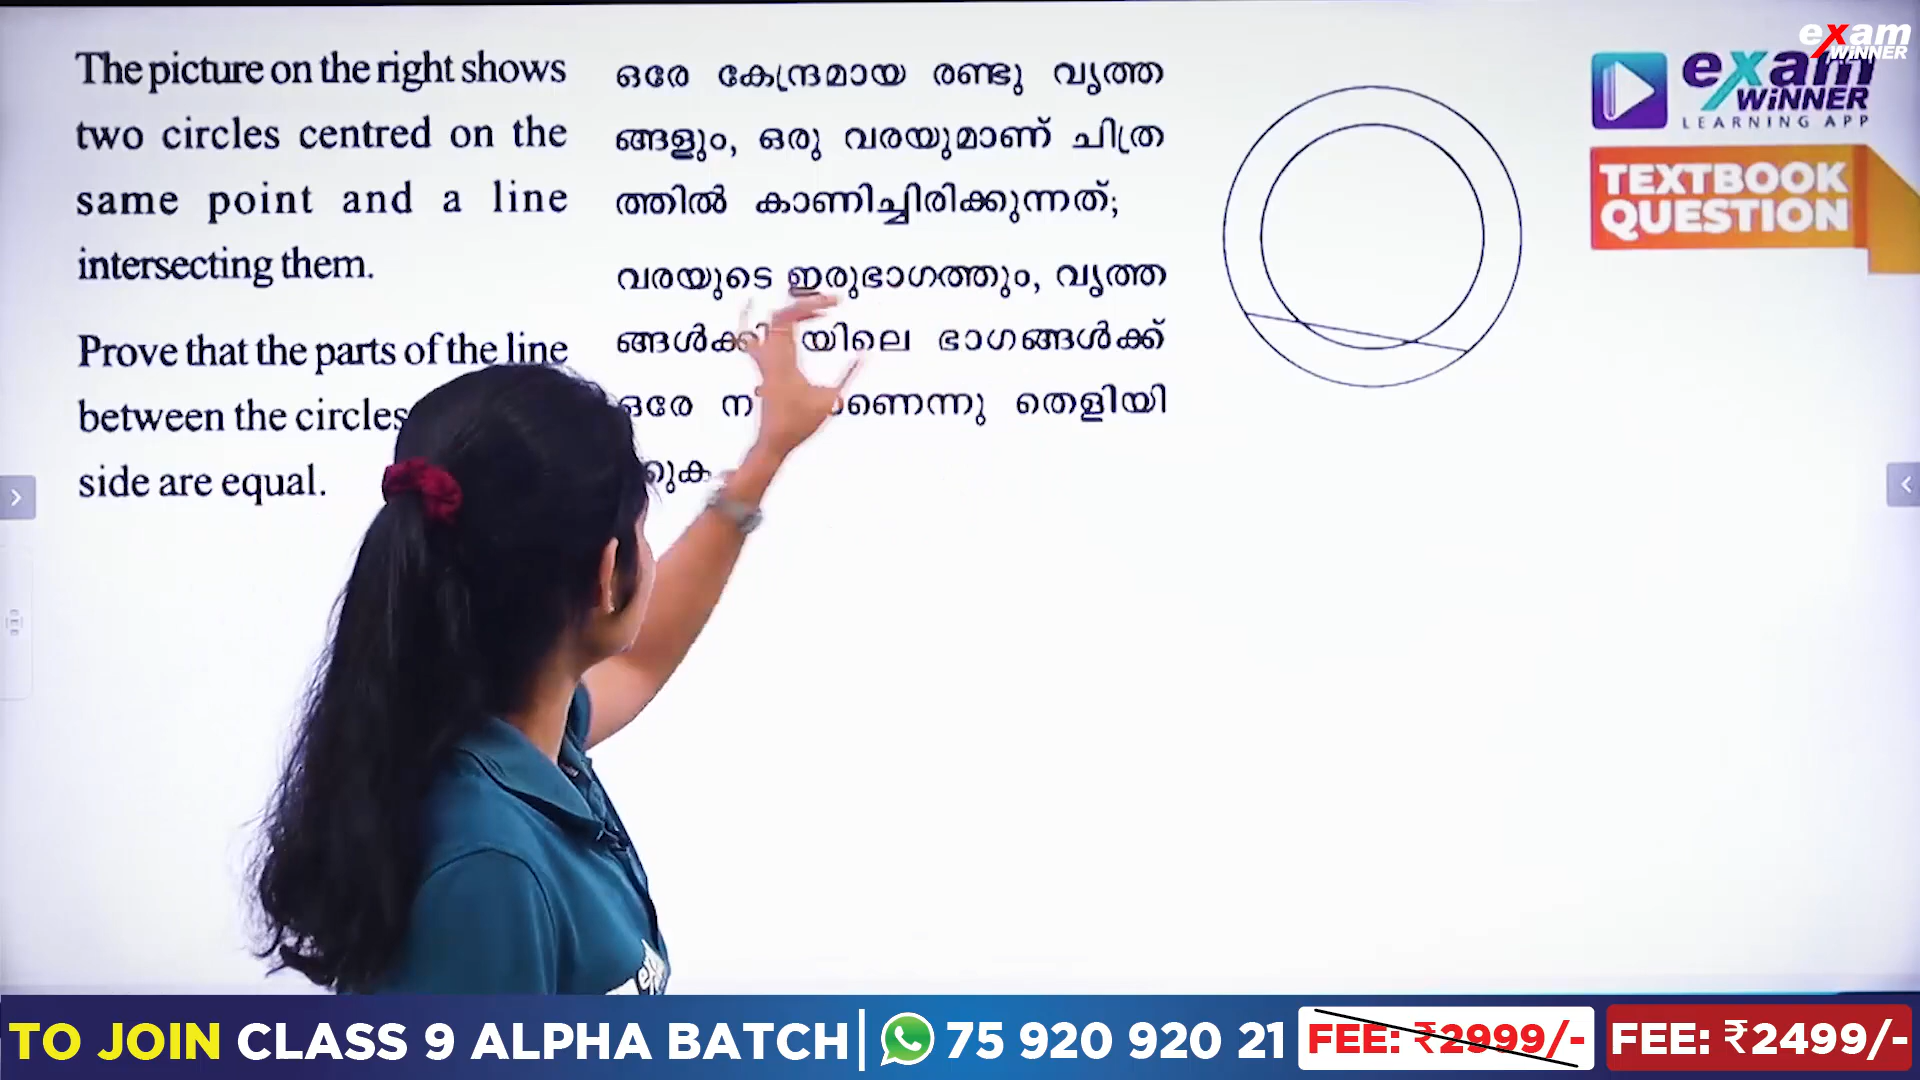 The picture on the right shows
two circles centred on the
same point and a line
intersecting them.
Prove that the parts of the line
between the circles
side are equal.
ഒരേ കേന്ദ്രമായ രണ്ടു വൃത്ത
ങ്ങളും, ഒരു വരയുമാണ് ചിത്ര
ത്തിൽ കാണിച്ചിരിക്കുന്നത്;
വരയുടെ ഇരുഭാഗത്തും, വൃത്ത
ഭാഗങ്ങൾക്ക്
ഒരേ തെളിയി
exam
WiNNER
exam
WiNNER
LEARNING APP
TEXTBOOK
QUESTION
TO JOIN CLASS 9 ALPHA BATCH | 75 920 920 21 FEE: ₹2999/- FEE: ₹2499/-